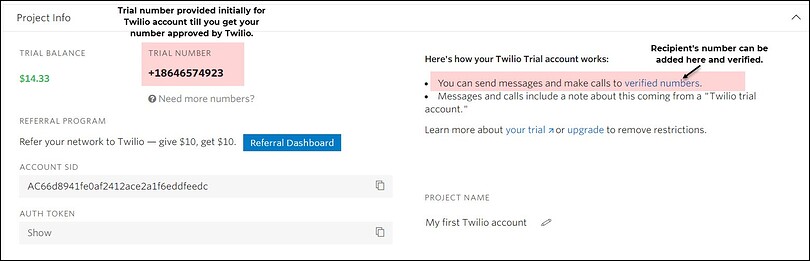 Project Info
Trial number provided initially for
Twilio account till you get your
number approved by Twilio.
TRIAL BALANCE
$14.33
TRIAL NUMBER
+18646574923
Need more numbers?
REFERRAL PROGRAM
Refer your network to Twilio — give $10, get $10.
Referral Dashboard
ACCOUNT SID
AC66d8941fe0af2412ace2a1f6eddfeedc
AUTH TOKEN
Show
Recipient's number can be
added here and verified.
Here's how your Twilio Trial account works:
• You can send messages and make calls to verified numbers.
• Messages and calls include a note about this coming from a "Twilio trial
account."
Learn more about your trial or upgrade to remove restrictions.
PROJECT NAME
My first Twilio account